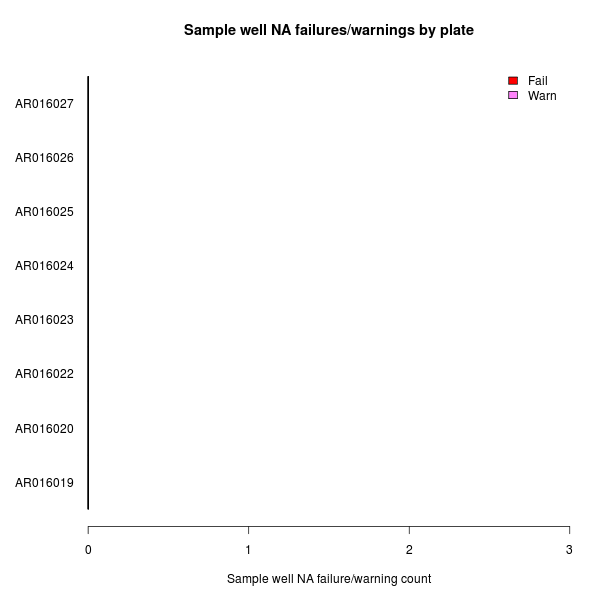 Sample well NA failures/warnings by plate
Fail
Warn
AR016027
AR016026
AR016025
AR016024
AR016023
AR016022
AR016020
AR016019
0 1 2 3
Sample well NA failure/warning count